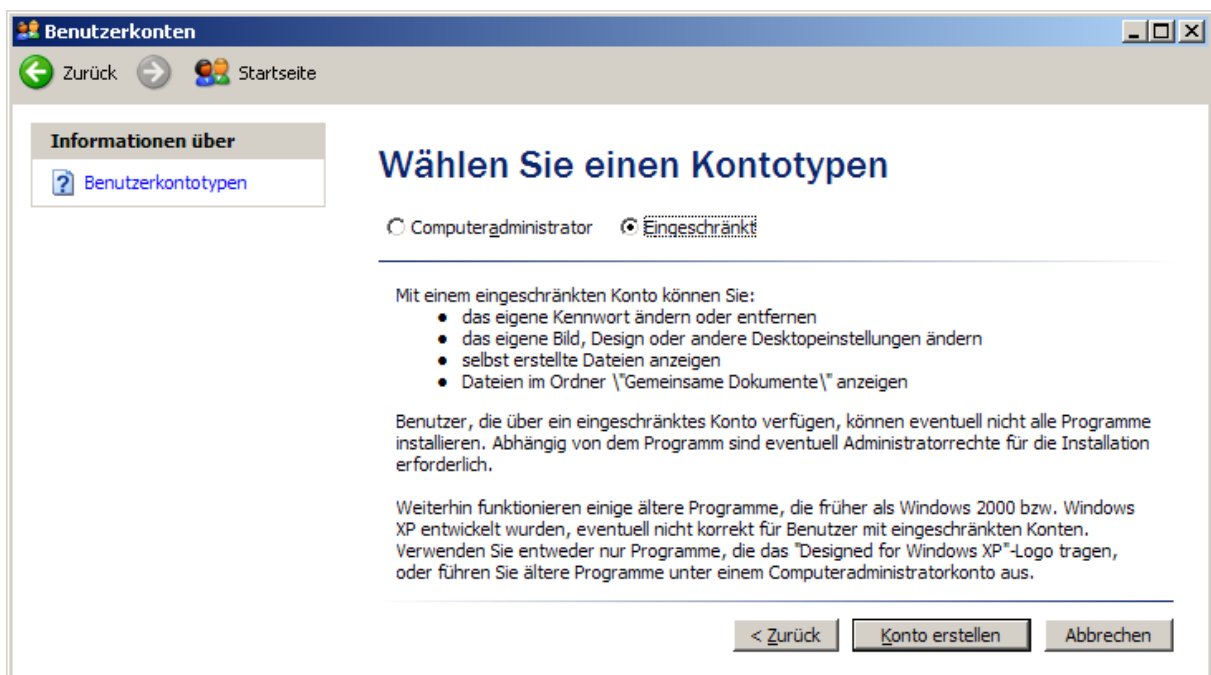 Benutzerkonten
Zurück Startseite
Informationen über
Benutzerkontotypen
Wählen Sie einen Kontotypen
Computeradministrator Eingeschränkt
Mit einem eingeschränkten Konto können Sie:
• das eigene Kennwort ändern oder entfernen
• das eigene Bild, Design oder andere Desktopeinstellungen ändern
• selbst erstellte Dateien anzeigen
• Dateien im Ordner \"Gemeinsame Dokumente\" anzeigen
Benutzer, die über ein eingeschränktes Konto verfügen, können eventuell nicht alle Programme
installieren. Abhängig von dem Programm sind eventuell Administratorrechte für die Installation
erforderlich.
Weiterhin funktionieren einige ältere Programme, die früher als Windows 2000 bzw. Windows
XP entwickelt wurden, eventuell nicht korrekt für Benutzer mit eingeschränkten Konten.
Verwenden Sie entweder nur Programme, die das "Designed for Windows XP"-Logo tragen,
oder führen Sie ältere Programme unter einem Computeradministratorkonto aus.
< Zurück Konto erstellen Abbrechen